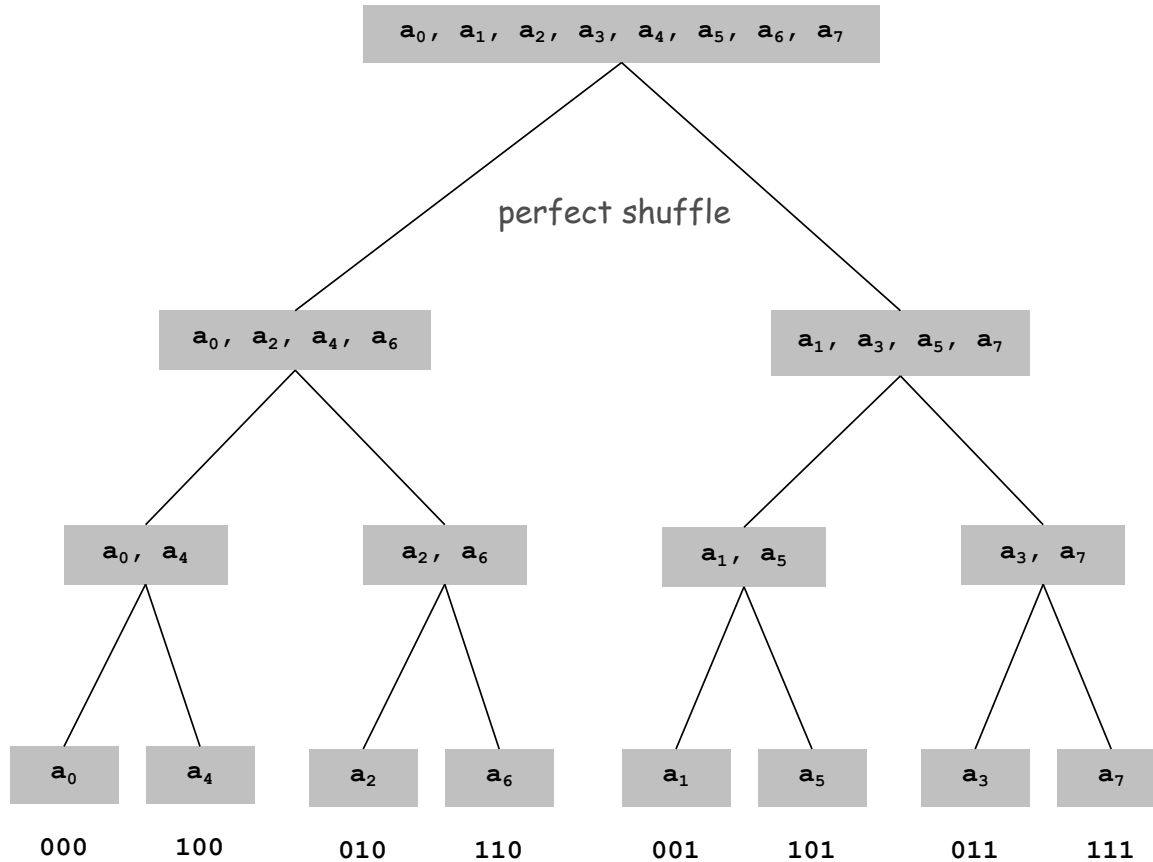 a₀, a₁, a₂, a₃, a₄, a₅, a₆, a₇
perfect shuffle
a₀, a₂, a₄, a₆
a₁, a₃, a₅, a₇
a₀, a₄
a₂, a₆
a₁, a₅
a₃, a₇
a₀
a₄
a₂
a₆
a₁
a₅
a₃
a₇
000
100
010
110
001
101
011
111